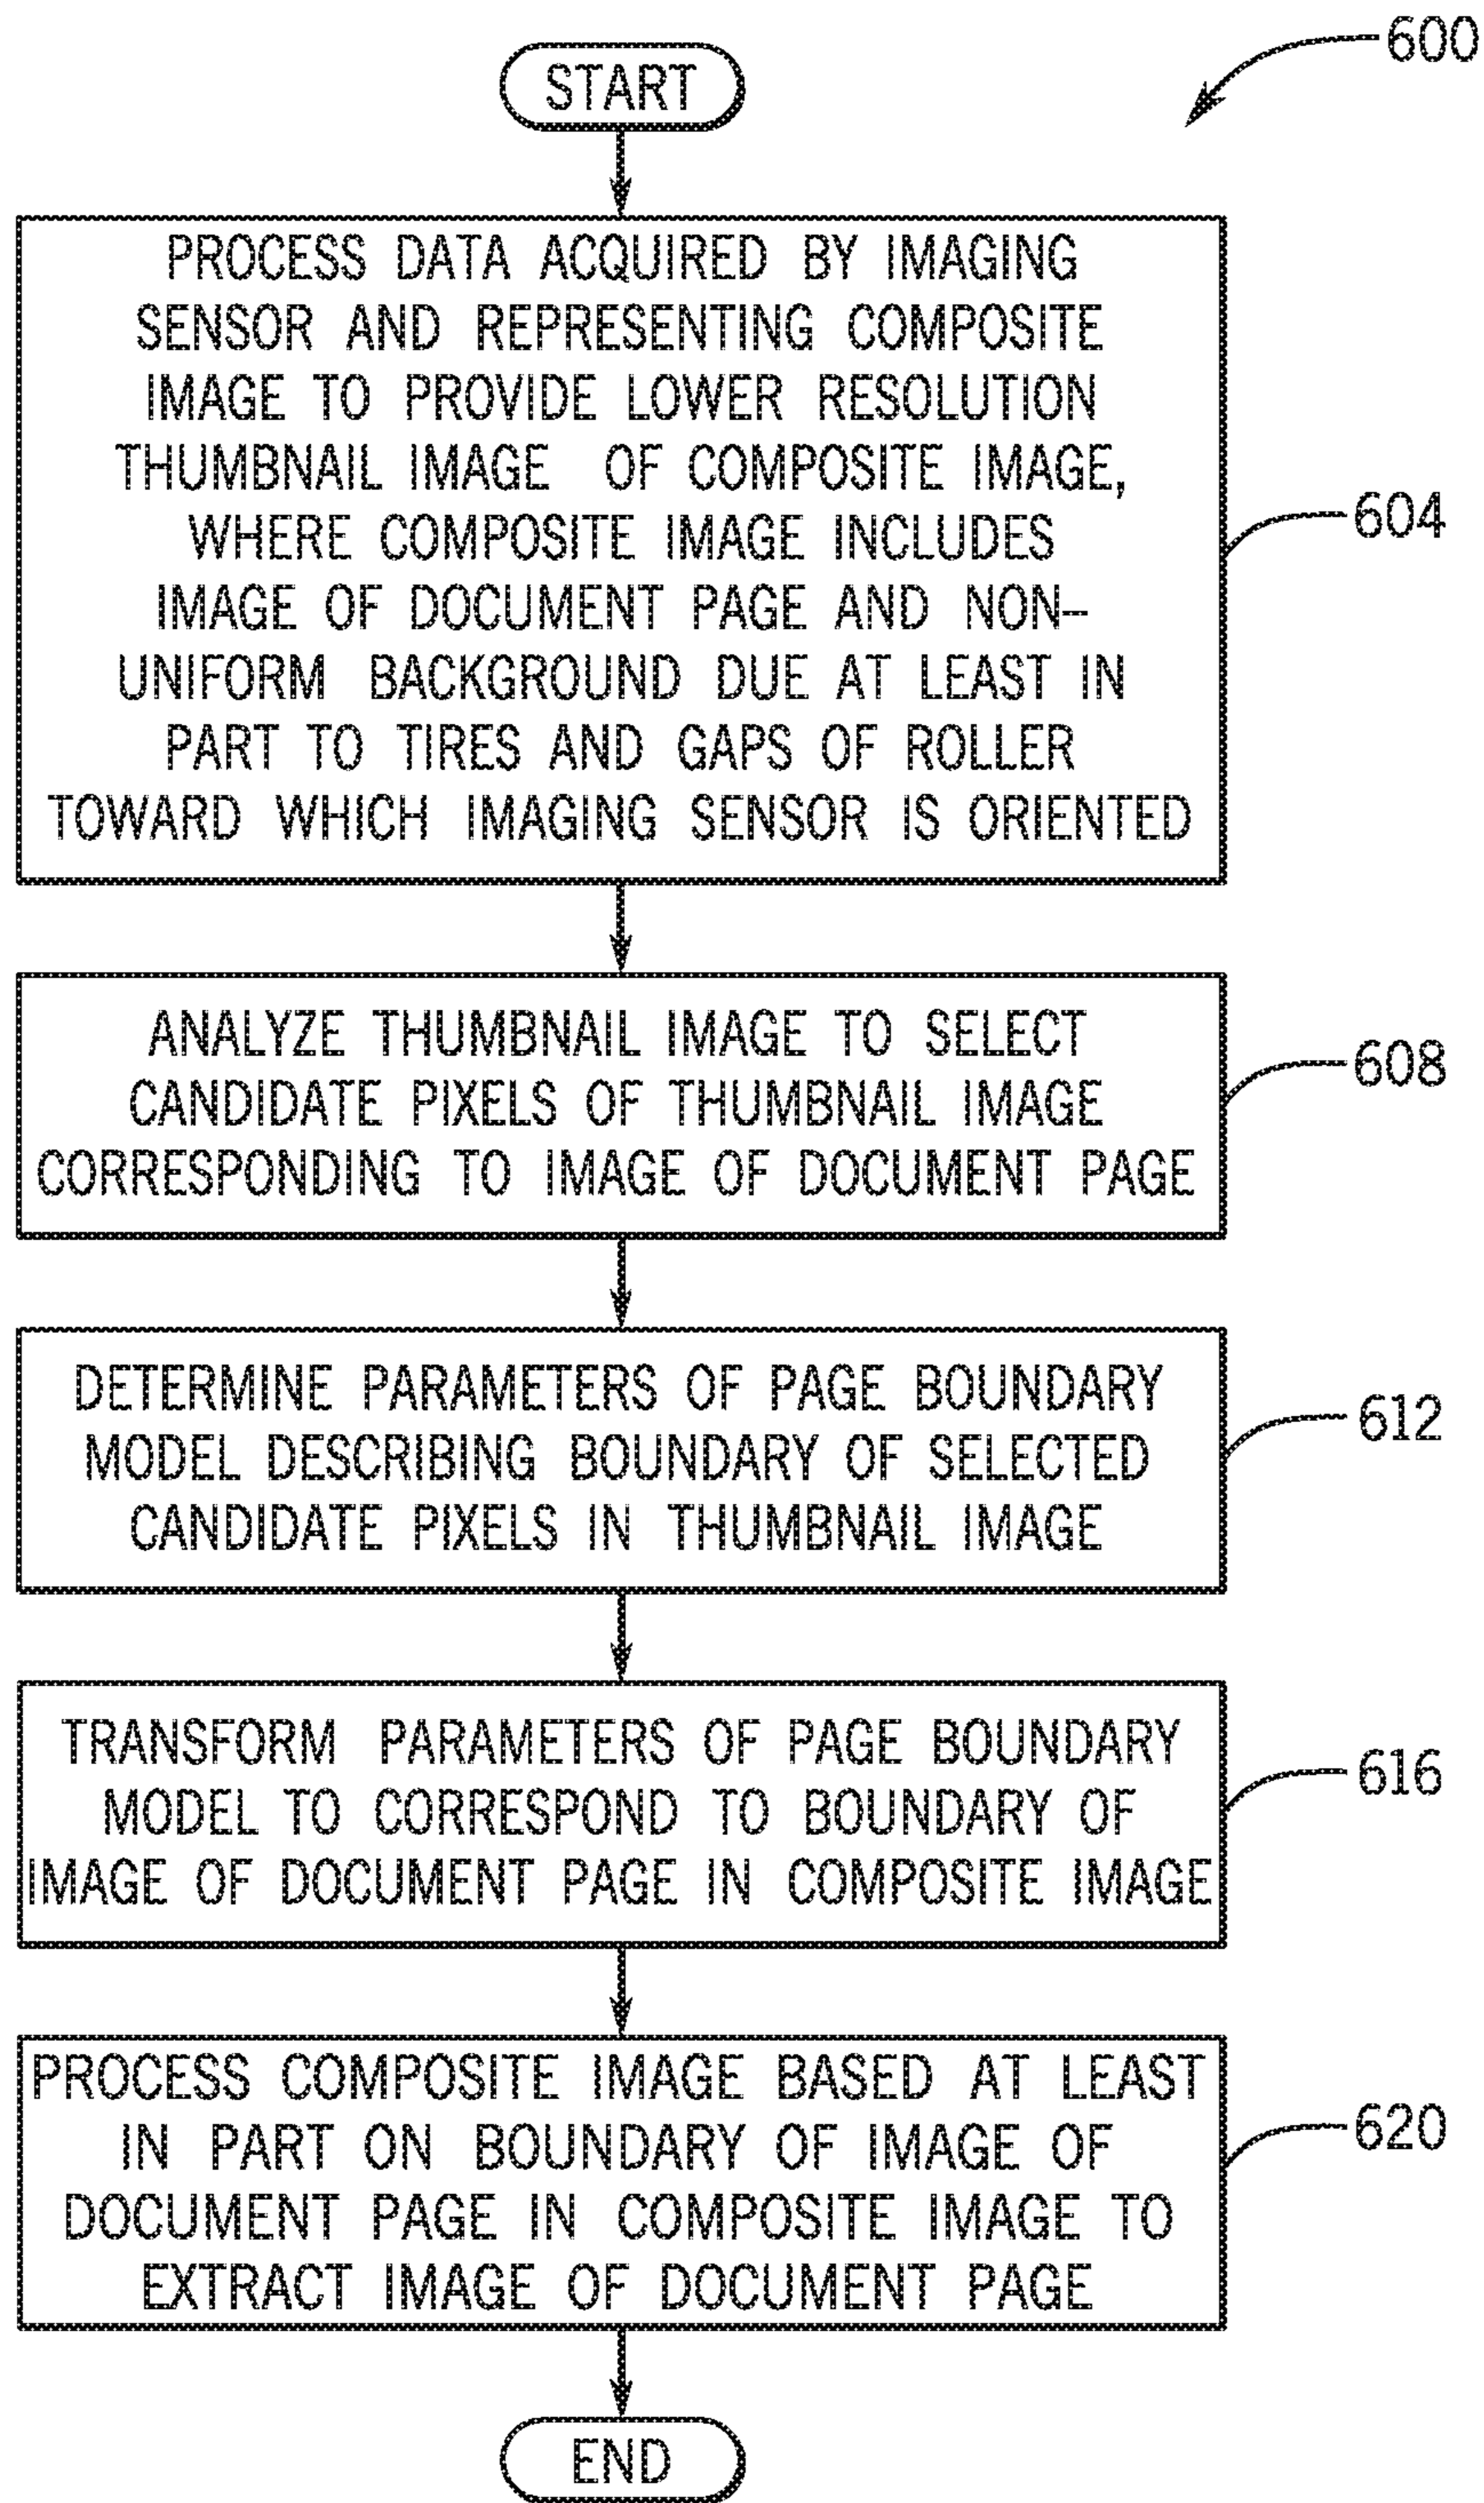 600
START
PROCESS DATA ACQUIRED BY IMAGING
SENSOR AND REPRESENTING COMPOSITE
IMAGE TO PROVIDE LOWER RESOLUTION
THUMBNAIL IMAGE OF COMPOSITE IMAGE,
WHERE COMPOSITE IMAGE INCLUDES
IMAGE OF DOCUMENT PAGE AND NON–
UNIFORM BACKGROUND DUE AT LEAST IN
PART TO TIRES AND GAPS OF ROLLER
TOWARD WHICH IMAGING SENSOR IS ORIENTED
604
ANALYZE THUMBNAIL IMAGE TO SELECT
CANDIDATE PIXELS OF THUMBNAIL IMAGE
CORRESPONDING TO IMAGE OF DOCUMENT PAGE
608
DETERMINE PARAMETERS OF PAGE BOUNDARY
MODEL DESCRIBING BOUNDARY OF SELECTED
CANDIDATE PIXELS IN THUMBNAIL IMAGE
612
TRANSFORM PARAMETERS OF PAGE BOUNDARY
MODEL TO CORRESPOND TO BOUNDARY OF
IMAGE OF DOCUMENT PAGE IN COMPOSITE IMAGE
616
PROCESS COMPOSITE IMAGE BASED AT LEAST
IN PART ON BOUNDARY OF IMAGE OF
DOCUMENT PAGE IN COMPOSITE IMAGE TO
EXTRACT IMAGE OF DOCUMENT PAGE
620
END